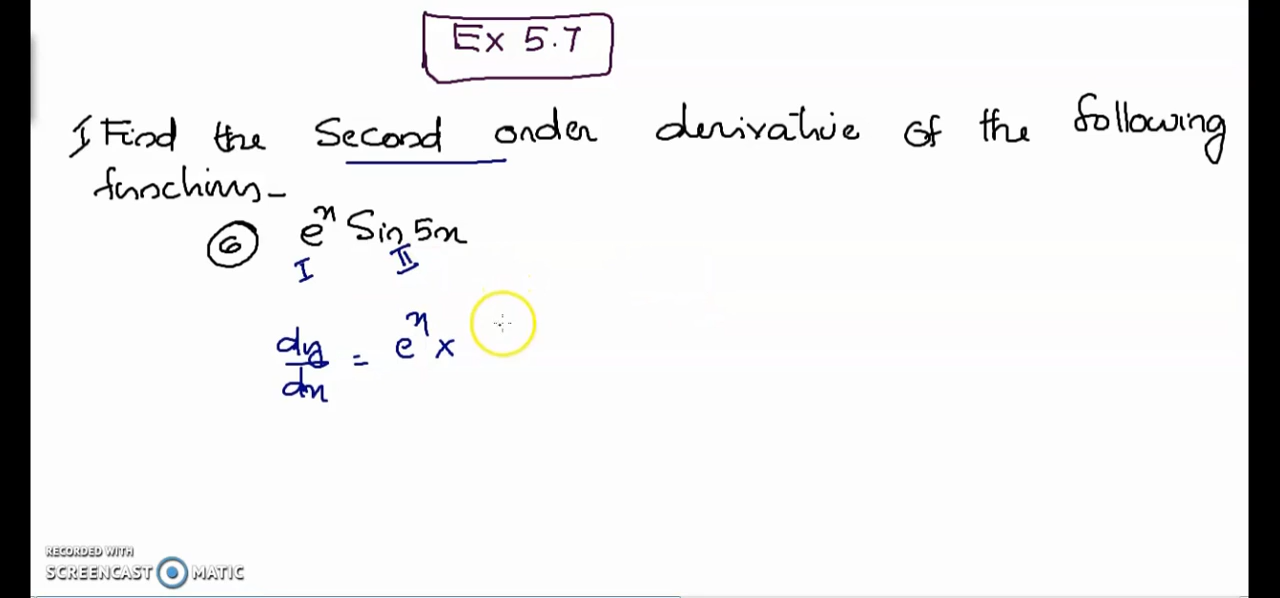 Ex 5.7
I Find the Second order derivative of the following
functions-
⑥ e^x Sin 5x
I II
dy/dx = e^x ×
RECORDED WITH
SCREENCAST MATIC